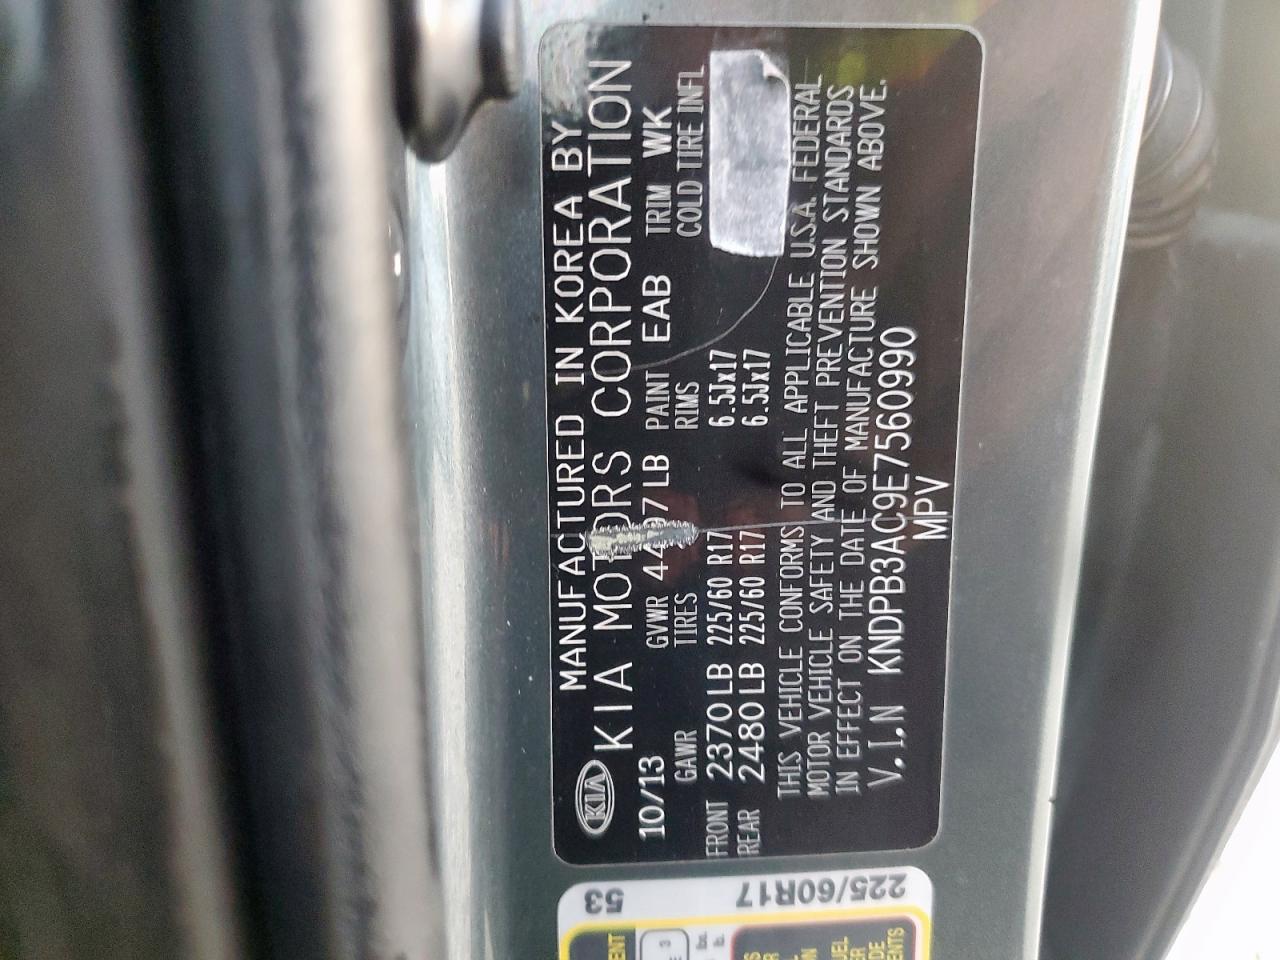 MANUFACTURED IN KOREA BY
KIA KIA MOTORS CORPORATION
10/13 GVWR LB PAINT EAB TRIM WK
GAWR TIRES RIMS COLD TIRE INFL
FRONT 2370 LB 225/60 R17 6.5Jx17
REAR 2480 LB 225/60 R17 6.5Jx17
THIS VEHICLE CONFORMS TO ALL APPLICABLE U.S.A. FEDERAL
MOTOR VEHICLE SAFETY AND THEFT PREVENTION STANDARDS
IN EFFECT ON THE DATE OF MANUFACTURE SHOWN ABOVE.
V.I.N KNDPB3AC9E7560990
MPV
53
225/60R17